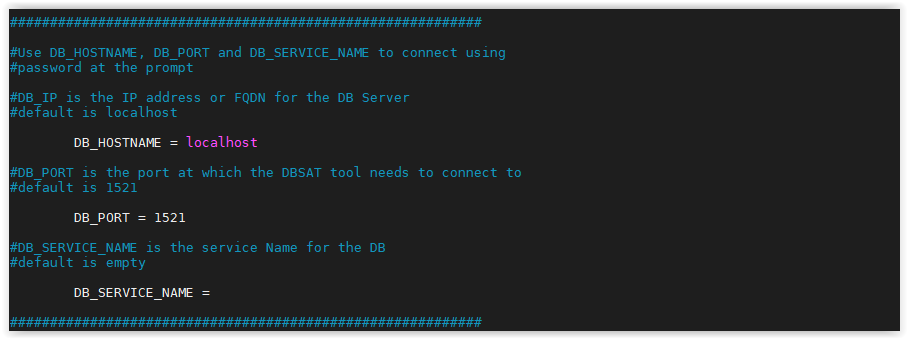 ###########################################################
#Use DB_HOSTNAME, DB_PORT and DB_SERVICE_NAME to connect using
#password at the prompt
#DB_IP is the IP address or FQDN for the DB Server
#default is localhost
DB_HOSTNAME = localhost
#DB_PORT is the port at which the DBSAT tool needs to connect to
#default is 1521
DB_PORT = 1521
#DB_SERVICE_NAME is the service Name for the DB
#default is empty
DB_SERVICE_NAME =
###########################################################